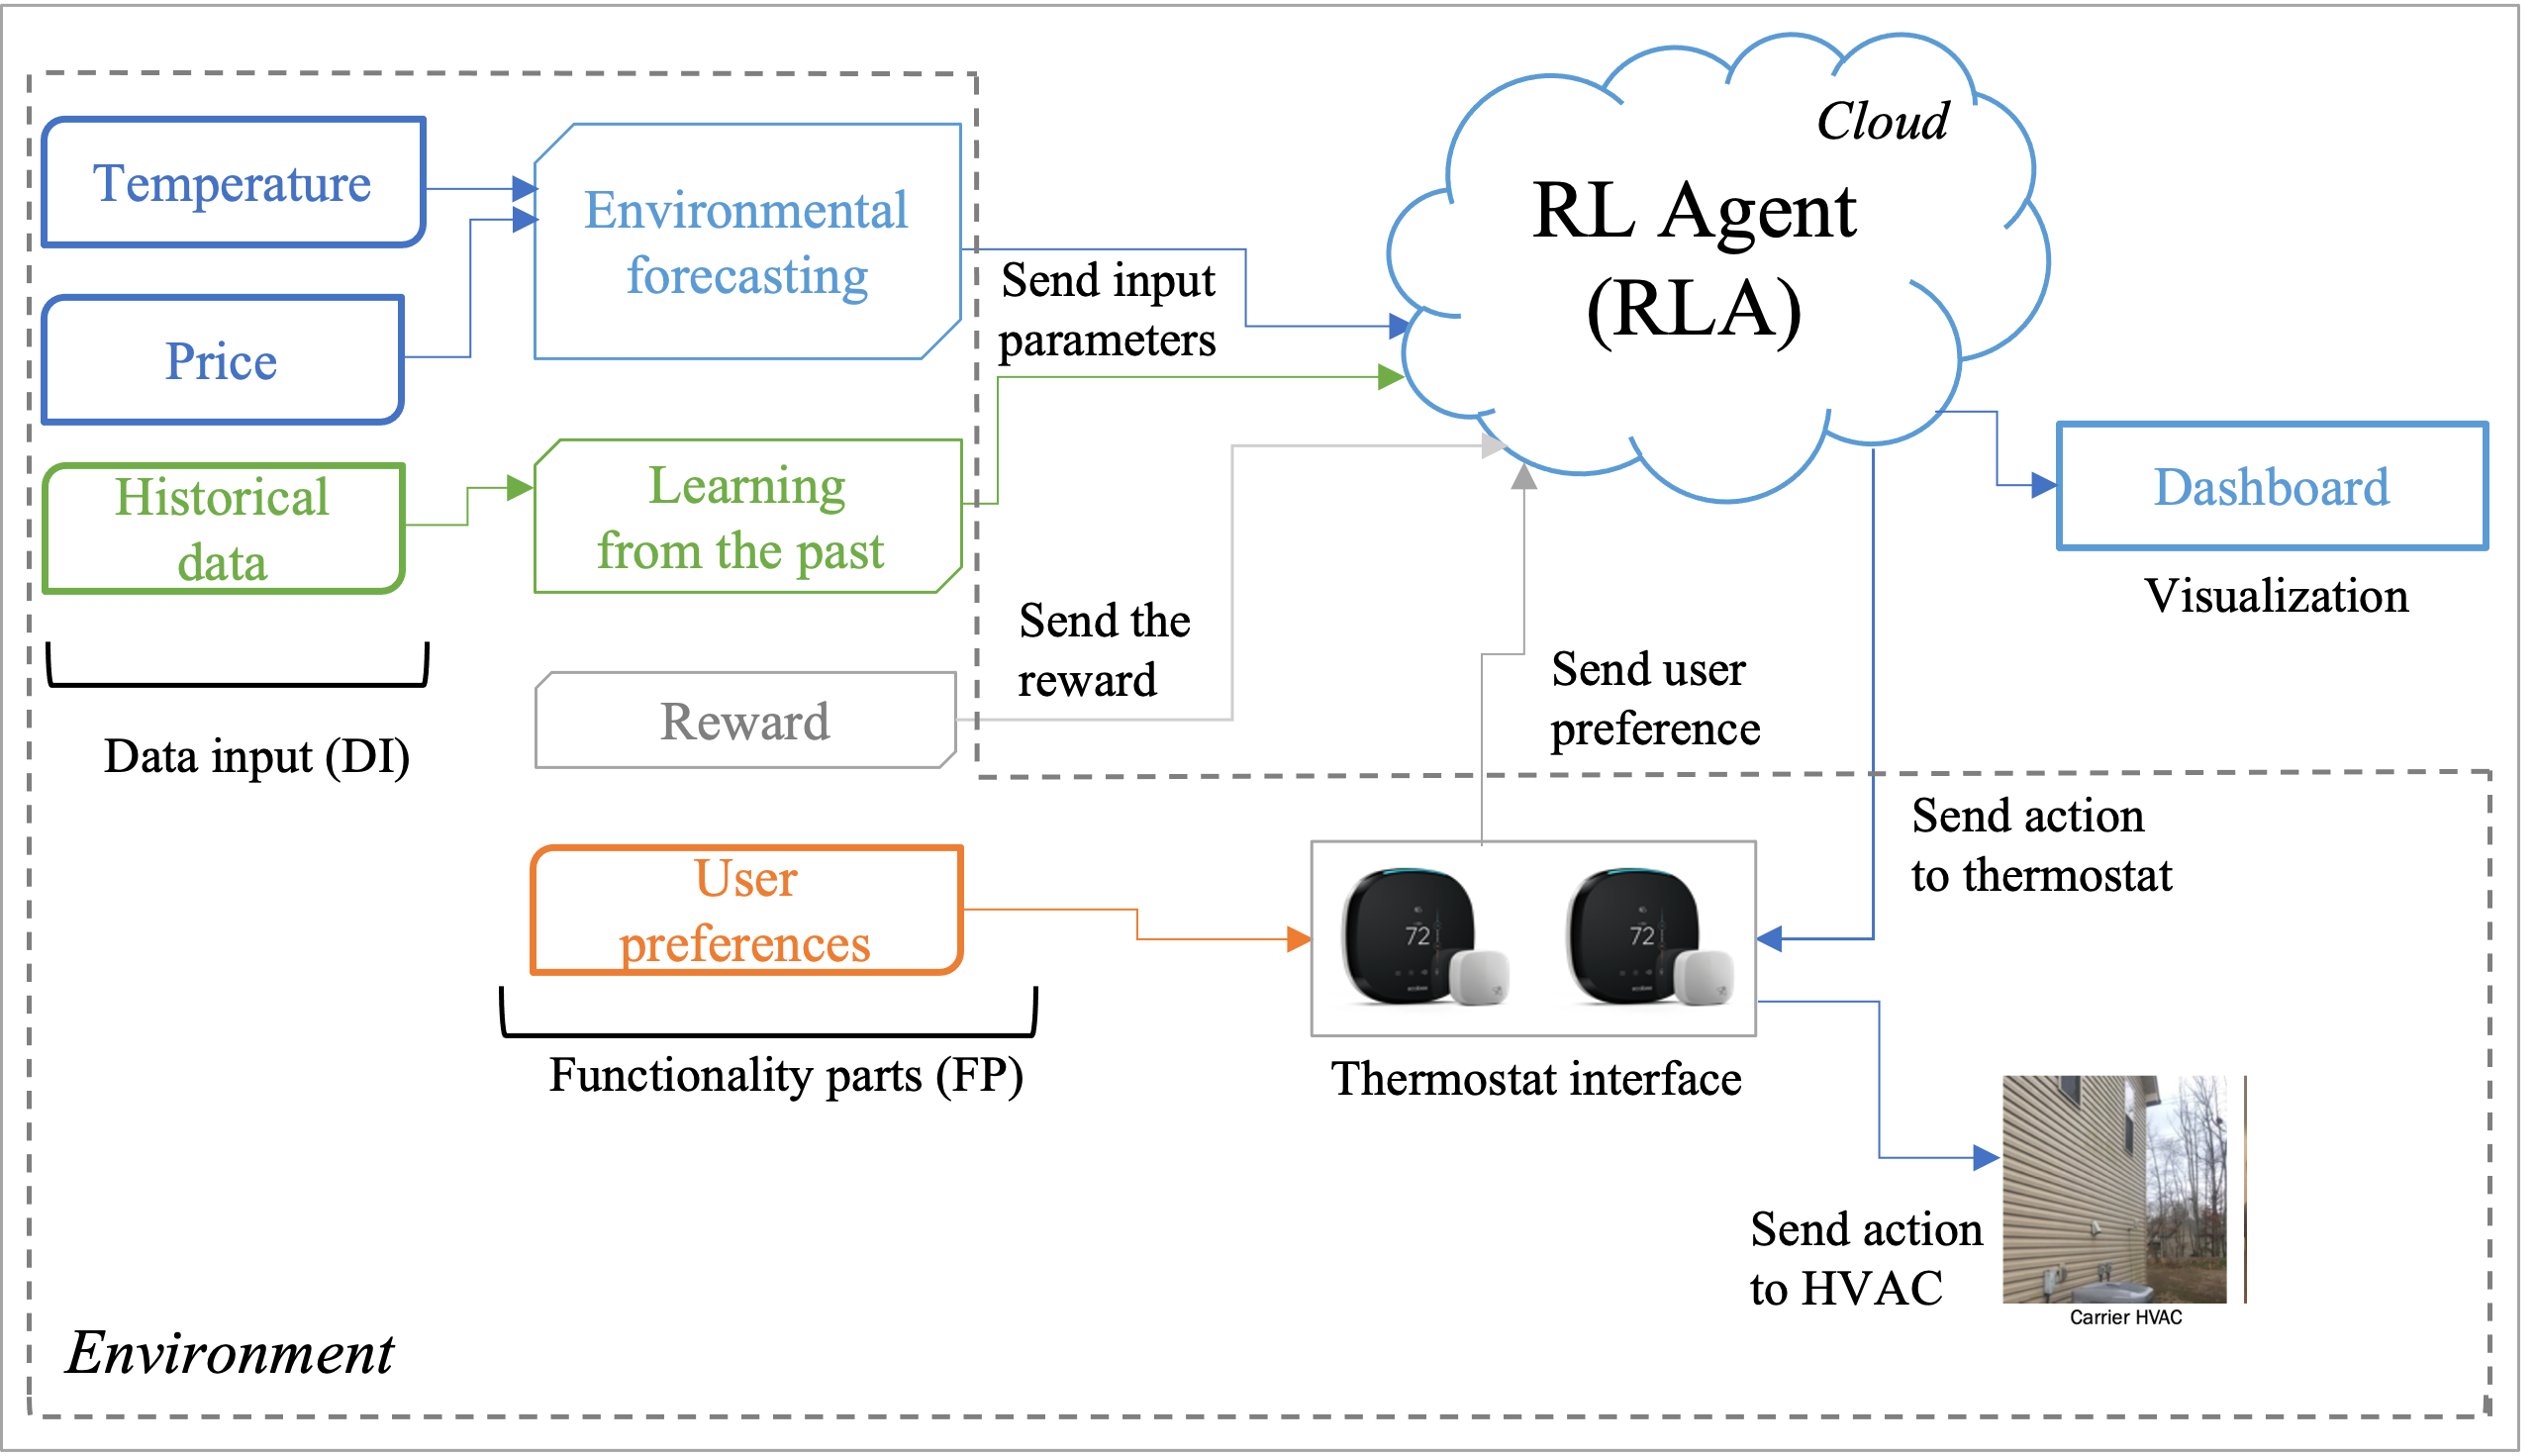 Cloud
RL Agent
(RLA)
Temperature
Price
Historical
data
Data input (DI)
Environmental
forecasting
Learning
from the past
Reward
User
preferences
Functionality parts (FP)
Send input
parameters
Send the
reward
Send user
preference
Dashboard
Visualization
Send action
to thermostat
72
ecobee
72
ecobee
Thermostat interface
Send action
to HVAC
Carrier HVAC
Environment